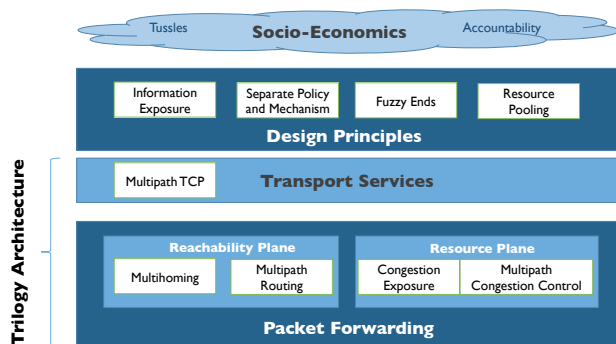 Tussles
Socio-Economics
Accountability
Information
Exposure
Separate Policy
and Mechanism
Fuzzy Ends
Resource
Pooling
Design Principles
Trilogy Architecture
Multipath TCP
Transport Services
Reachability Plane
Multihoming
Multipath
Routing
Resource Plane
Congestion
Exposure
Multipath
Congestion Control
Packet Forwarding